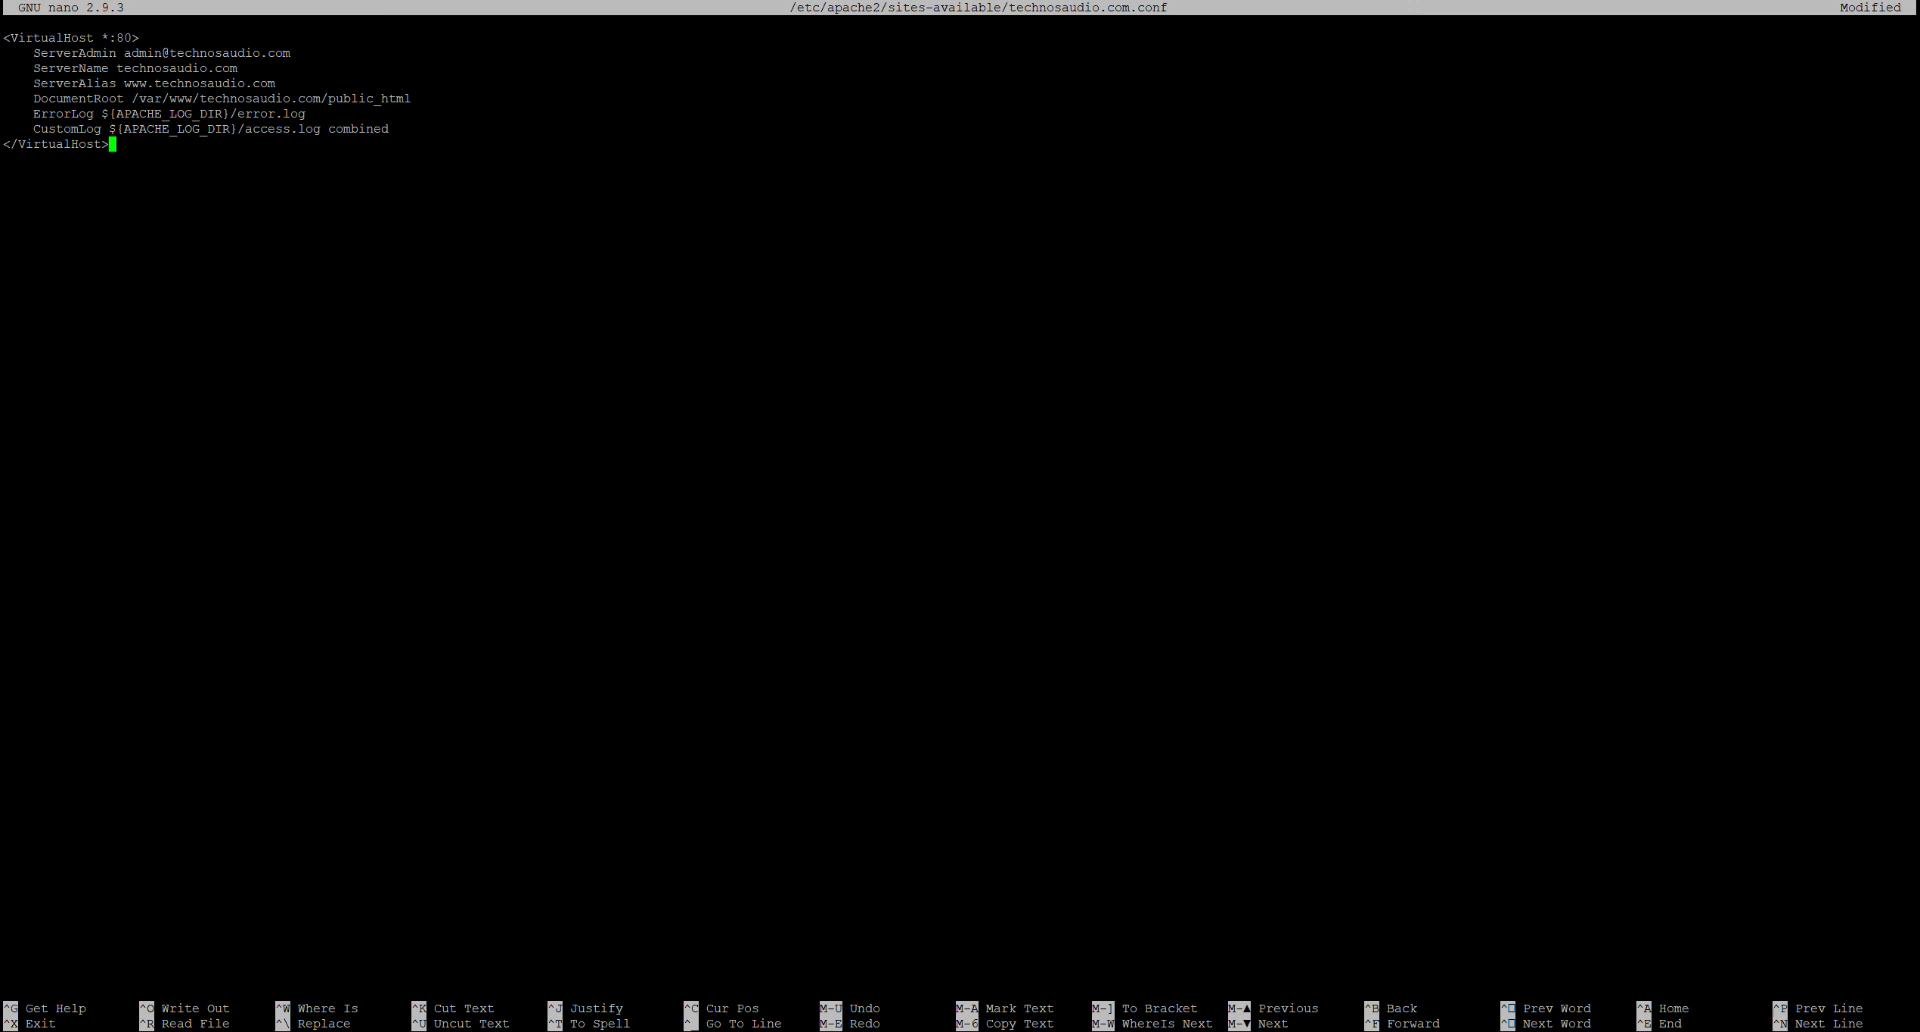 GNU nano 2.9.3 /etc/apache2/sites-available/technosaudio.com.conf Modified
<VirtualHost *:80>
    ServerAdmin admin@technosaudio.com
    ServerName technosaudio.com
    ServerAlias www.technosaudio.com
    DocumentRoot /var/www/technosaudio.com/public_html
    ErrorLog ${APACHE_LOG_DIR}/error.log
    CustomLog ${APACHE_LOG_DIR}/access.log combined
</VirtualHost>
^G Get Help ^O Write Out ^W Where Is ^K Cut Text ^J Justify ^C Cur Pos M-U Undo M-A Mark Text M-] To Bracket M-▲ Previous ^B Back ^□ Prev Word ^A Home ^P Prev Line
^X Exit ^R Read File ^\ Replace ^U Uncut Text ^T To Spell ^_ Go To Line M-E Redo M-6 Copy Text M-W WhereIs Next M-▼ Next ^F Forward ^□ Next Word ^E End ^N Next Line